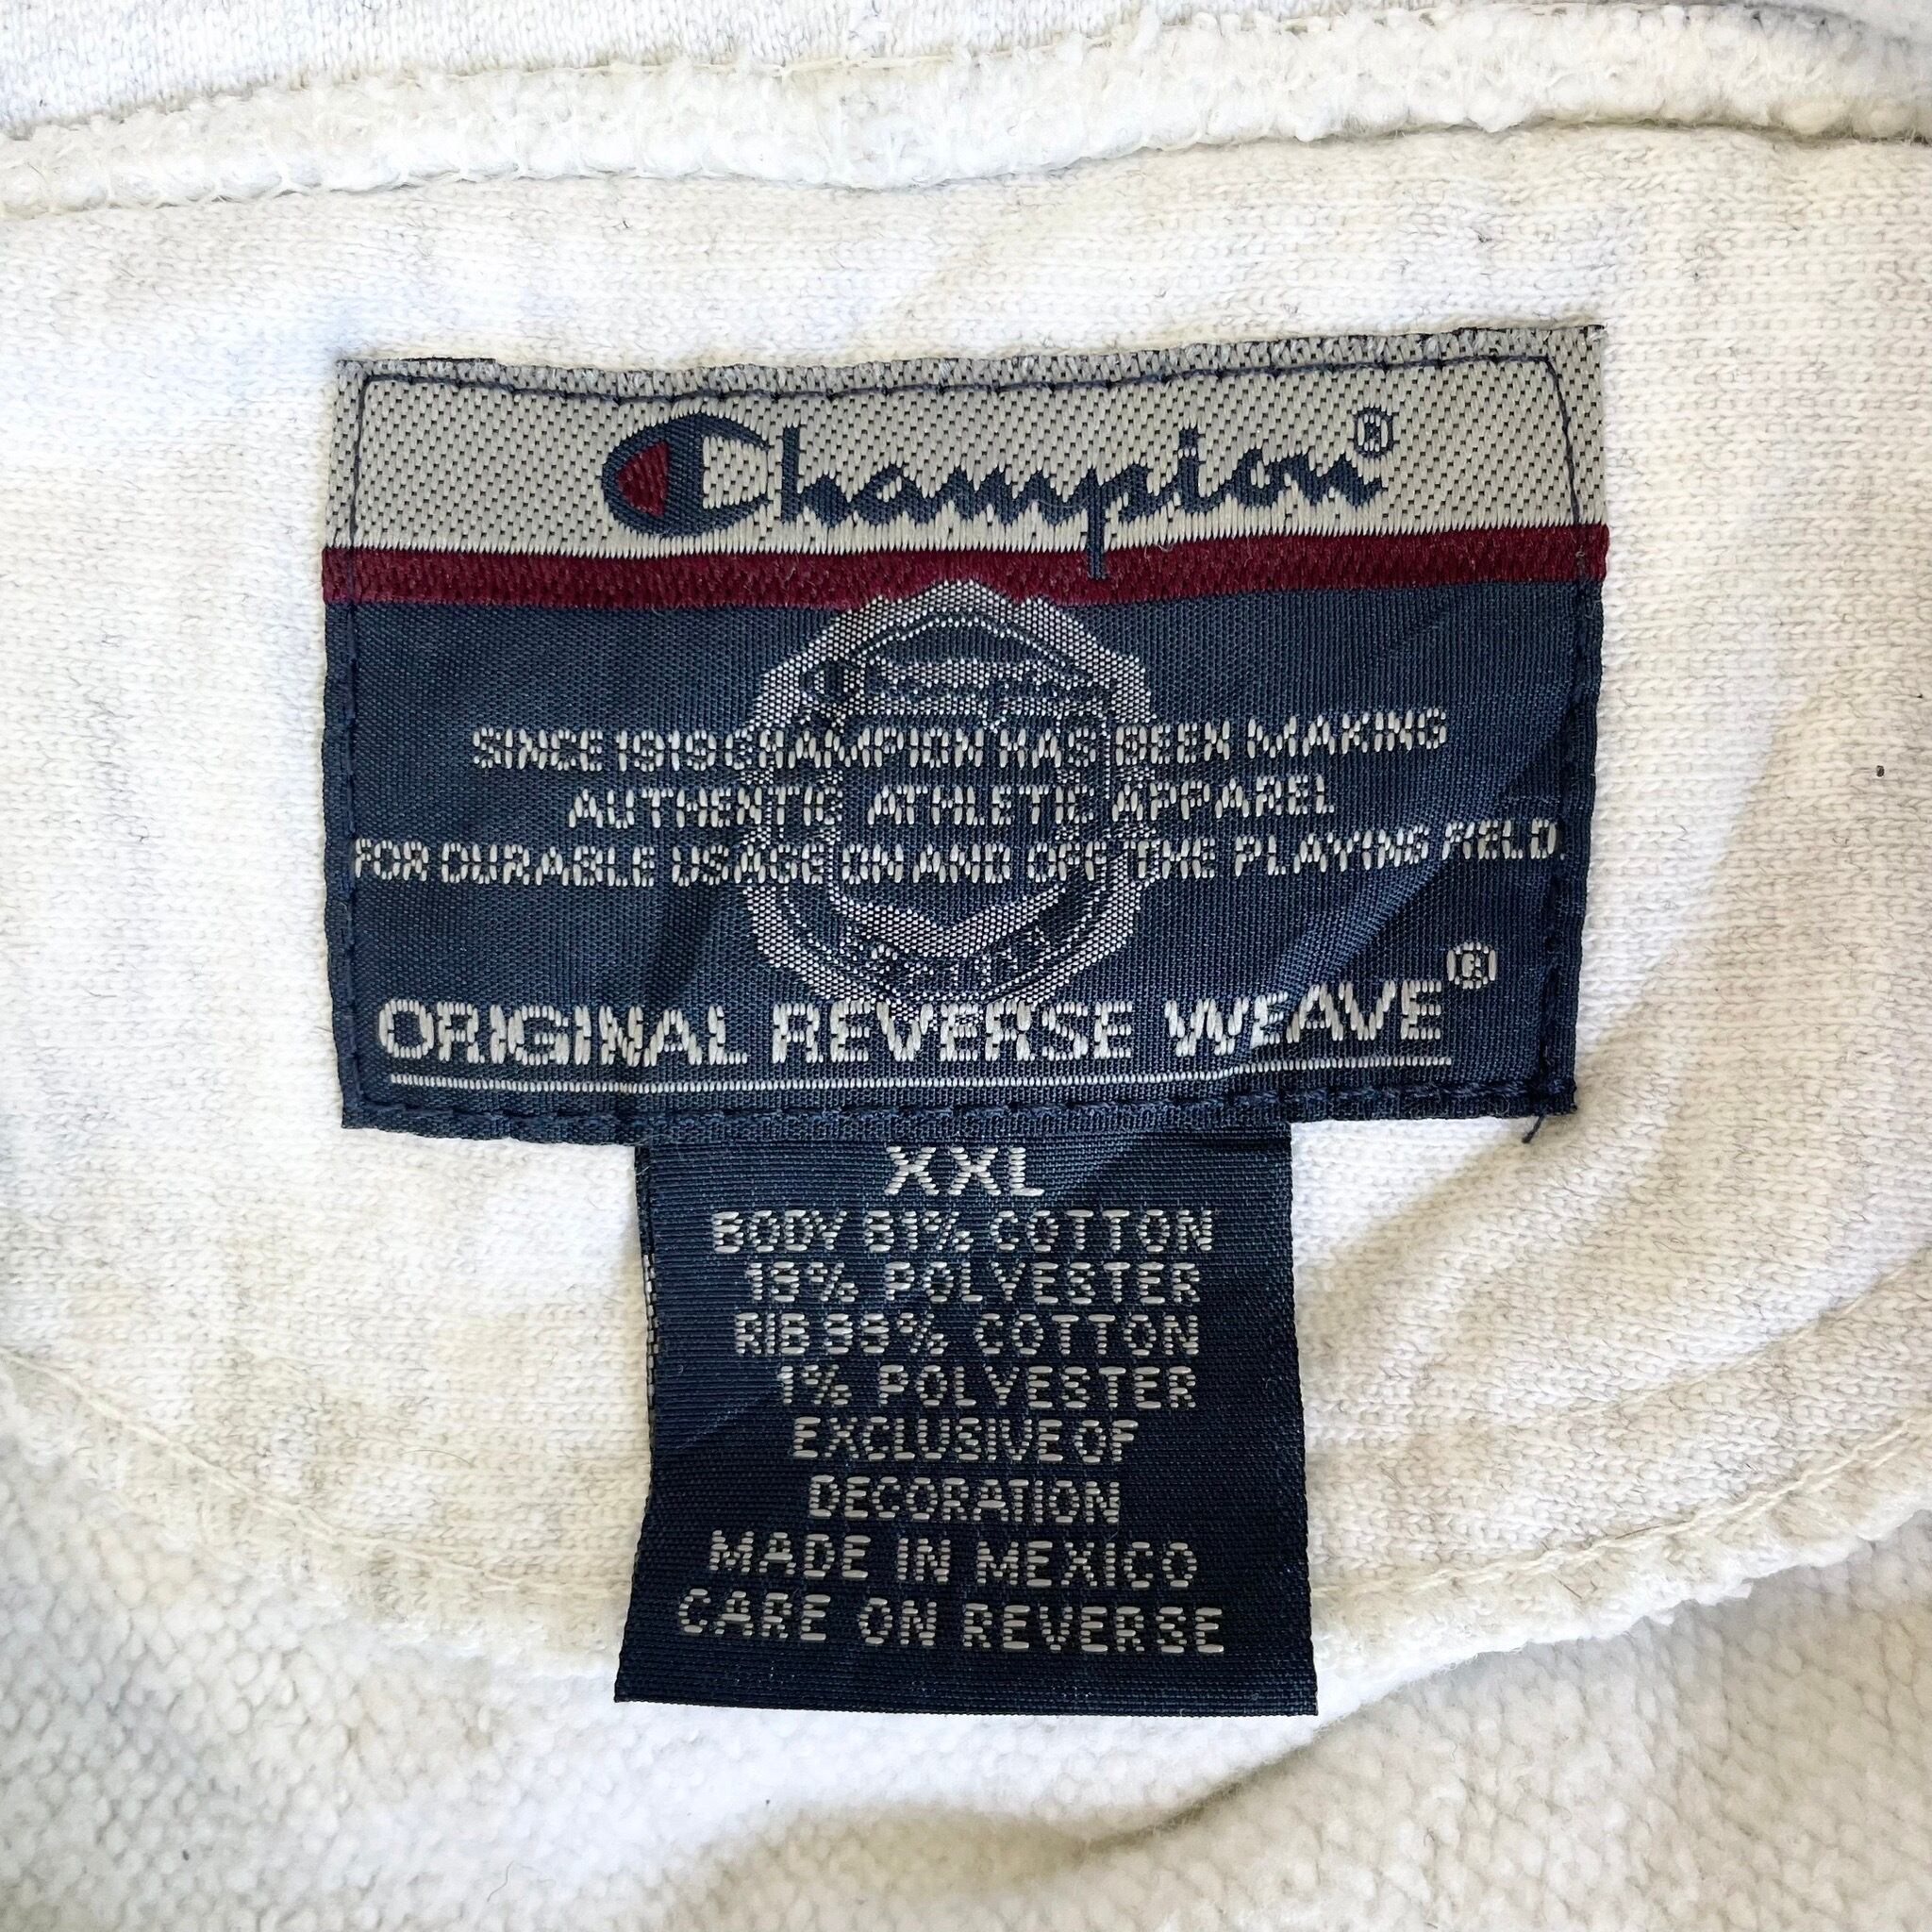 Champion®
Champion
SINCE 1919 CHAMPION HAS BEEN MAKING
AUTHENTIC ATHLETIC APPAREL
FOR DURABLE USAGE ON AND OFF THE PLAYING FIELD.
ORIGINAL REVERSE WEAVE®
XXL
BODY 81% COTTON
19% POLYESTER
RIB 99% COTTON
1% POLYESTER
EXCLUSIVE OF
DECORATION
MADE IN MEXICO
CARE ON REVERSE